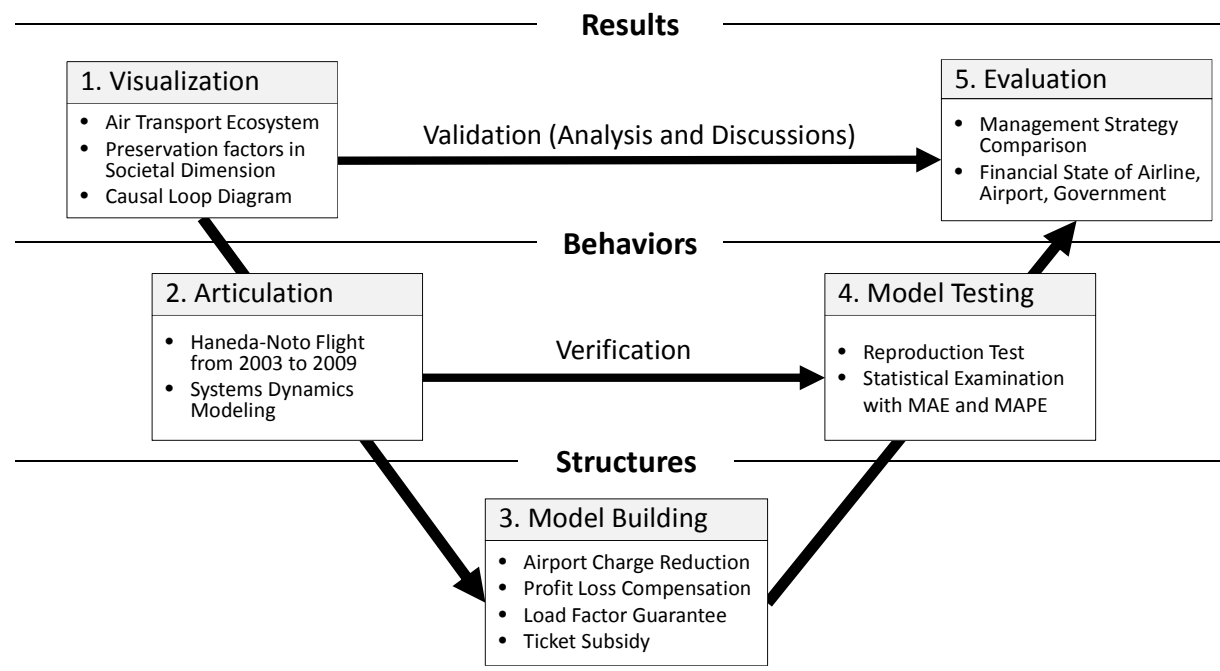 Results
1. Visualization
• Air Transport Ecosystem
• Preservation factors in
Societal Dimension
• Causal Loop Diagram
Validation (Analysis and Discussions)
5. Evaluation
• Management Strategy
Comparison
• Financial State of Airline,
Airport, Government
Behaviors
2. Articulation
• Haneda-Noto Flight
from 2003 to 2009
• Systems Dynamics
Modeling
Verification
4. Model Testing
• Reproduction Test
• Statistical Examination
with MAE and MAPE
Structures
3. Model Building
• Airport Charge Reduction
• Profit Loss Compensation
• Load Factor Guarantee
• Ticket Subsidy